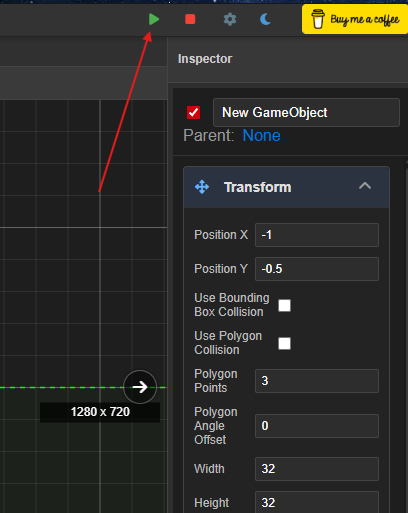 Buy me a coffee
Inspector
New GameObject
Parent: None
Transform
Position X -1
Position Y -0.5
Use Bounding
Box Collision
Use Polygon
Collision
Polygon
Points
3
Polygon
Angle
Offset
0
1280 x 720
Width 32
Height 32